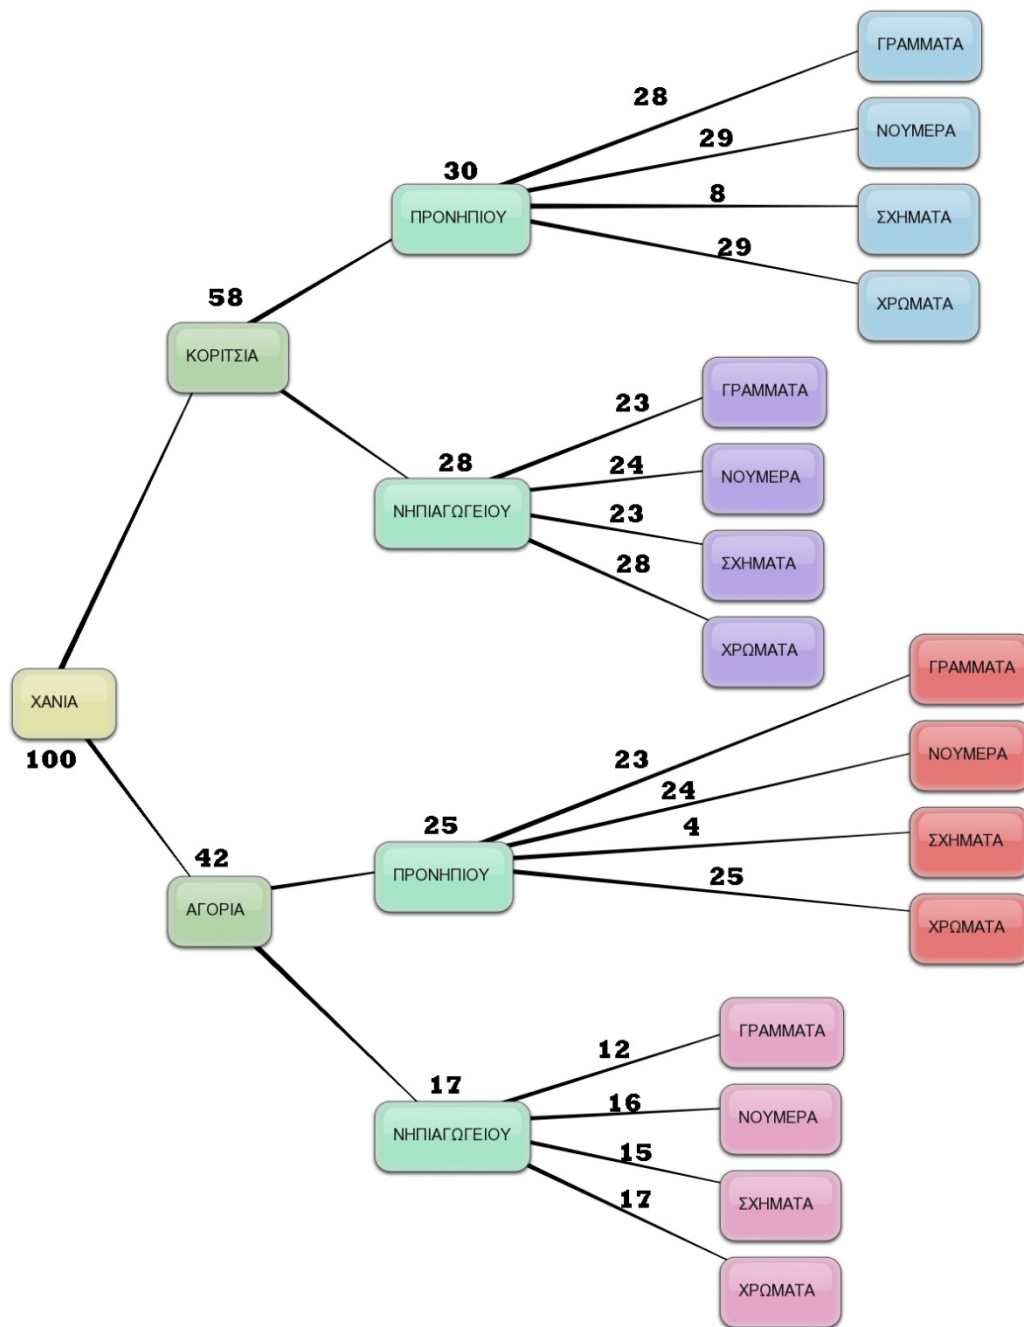 ΓΡΑΜΜΑΤΑ
28
ΝΟΥΜΕΡΑ
29
30
ΠΡΟΝΗΠΙΟΥ
8
ΣΧΗΜΑΤΑ
29
ΧΡΩΜΑΤΑ
58
ΚΟΡΙΤΣΙΑ
23
ΓΡΑΜΜΑΤΑ
28
24
ΝΟΥΜΕΡΑ
ΝΗΠΙΑΓΩΓΕΙΟΥ
23
ΣΧΗΜΑΤΑ
28
ΧΡΩΜΑΤΑ
ΧΑΝΙΑ
100
ΓΡΑΜΜΑΤΑ
23
ΝΟΥΜΕΡΑ
24
25
4
ΠΡΟΝΗΠΙΟΥ
ΣΧΗΜΑΤΑ
25
ΧΡΩΜΑΤΑ
42
ΑΓΟΡΙΑ
ΓΡΑΜΜΑΤΑ
12
17
16
ΝΟΥΜΕΡΑ
ΝΗΠΙΑΓΩΓΕΙΟΥ
15
ΣΧΗΜΑΤΑ
17
ΧΡΩΜΑΤΑ